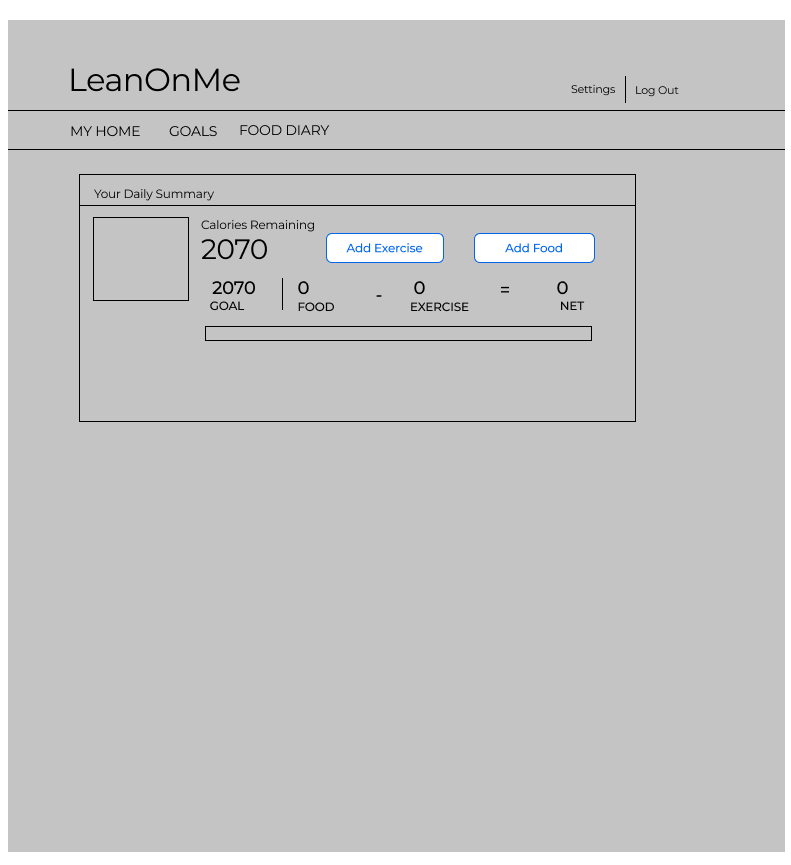 LeanOnMe
Settings Log Out
MY HOME GOALS FOOD DIARY
Your Daily Summary
Calories Remaining
2070 Add Exercise Add Food
2070 0 - 0 = 0
GOAL FOOD EXERCISE NET